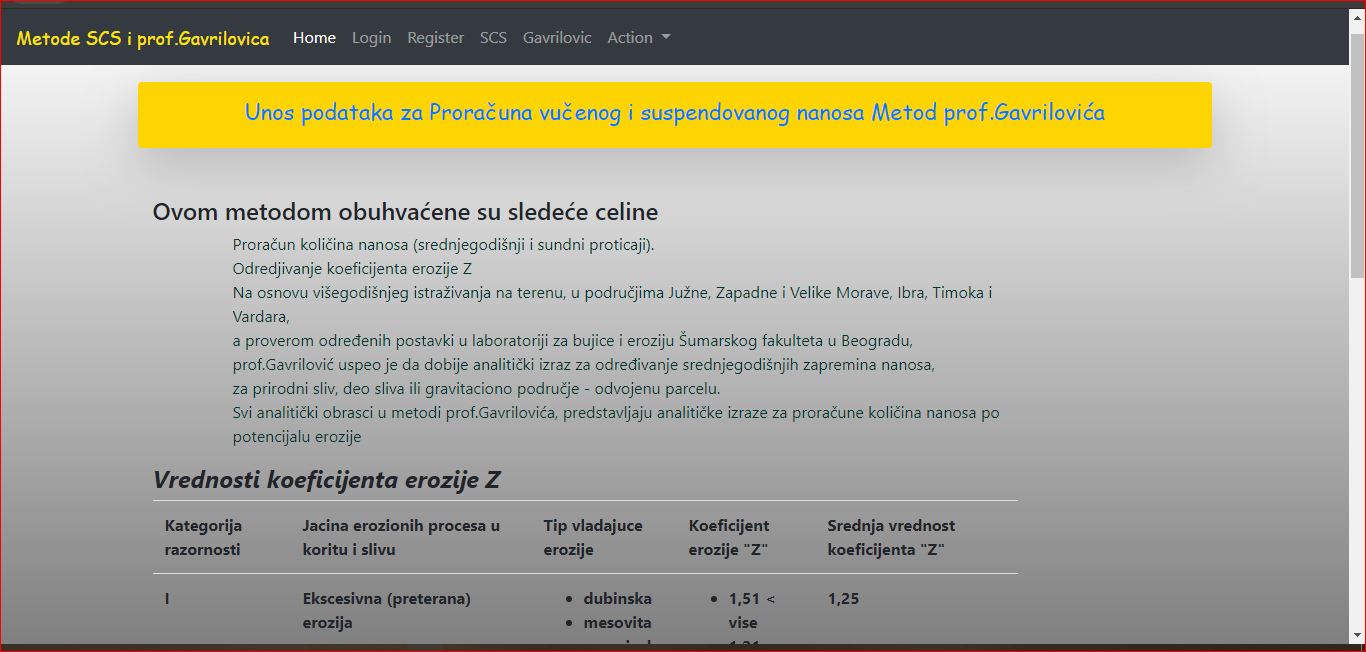 Metode SCS i prof.Gavrilovica Home Login Register SCS Gavrilovic Action
Unos podataka za Proračuna vučenog i suspendovanog nanosa Metod prof.Gavrilovića
Ovom metodom obuhvaćene su sledeće celine
Proračun količina nanosa (srednjegodišnji i sundni proticaji).
Odredjivanje koeficijenta erozije Z
Na osnovu višegodišnjeg istraživanja na terenu, u područjima Južne, Zapadne i Velike Morave, Ibra, Timoka i
Vardara,
a proverom određenih postavki u laboratoriji za bujice i eroziju Šumarskog fakulteta u Beogradu,
prof.Gavrilović uspeo je da dobije analitički izraz za određivanje srednjegodišnjih zapremina nanosa,
za prirodni sliv, deo sliva ili gravitaciono područje - odvojenu parcelu.
Svi analitički obrasci u metodi prof.Gavrilovića, predstavljaju analitičke izraze za proračune količina nanosa po
potencijalu erozije
Vrednosti koeficijenta erozije Z
Kategorija razornosti Jacina erozionih procesa u koritu i slivu Tip vladajuce erozije Koeficijent erozije "Z" Srednja vrednost koeficijenta "Z"
I Ekscesivna (preterana) erozija • dubinska • 1,51 < vise 1,25
• mesovita